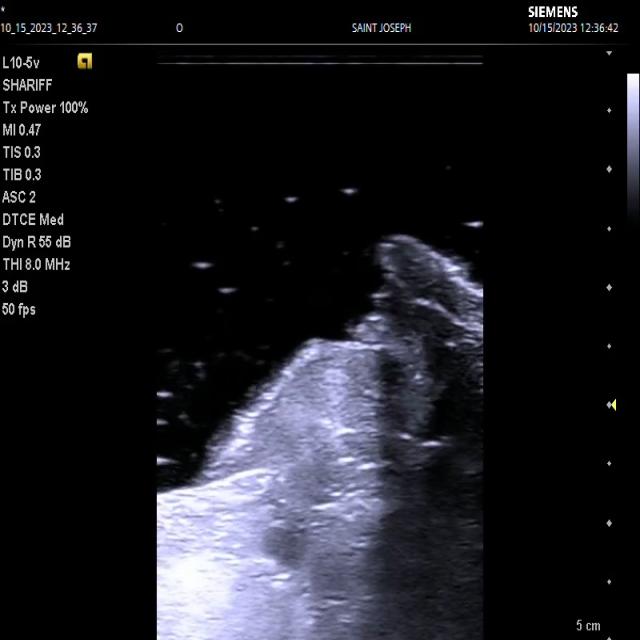 *
SIEMENS
10_15_2023_12_36_37 O SAINT JOSEPH 10/15/2023 12:36:42
L10-5v
SHARIFF
Tx Power 100%
MI 0.47
TIS 0.3
TIB 0.3
ASC 2
DTCE Med
Dyn R 55 dB
THI 8.0 MHz
3 dB
50 fps
5 cm